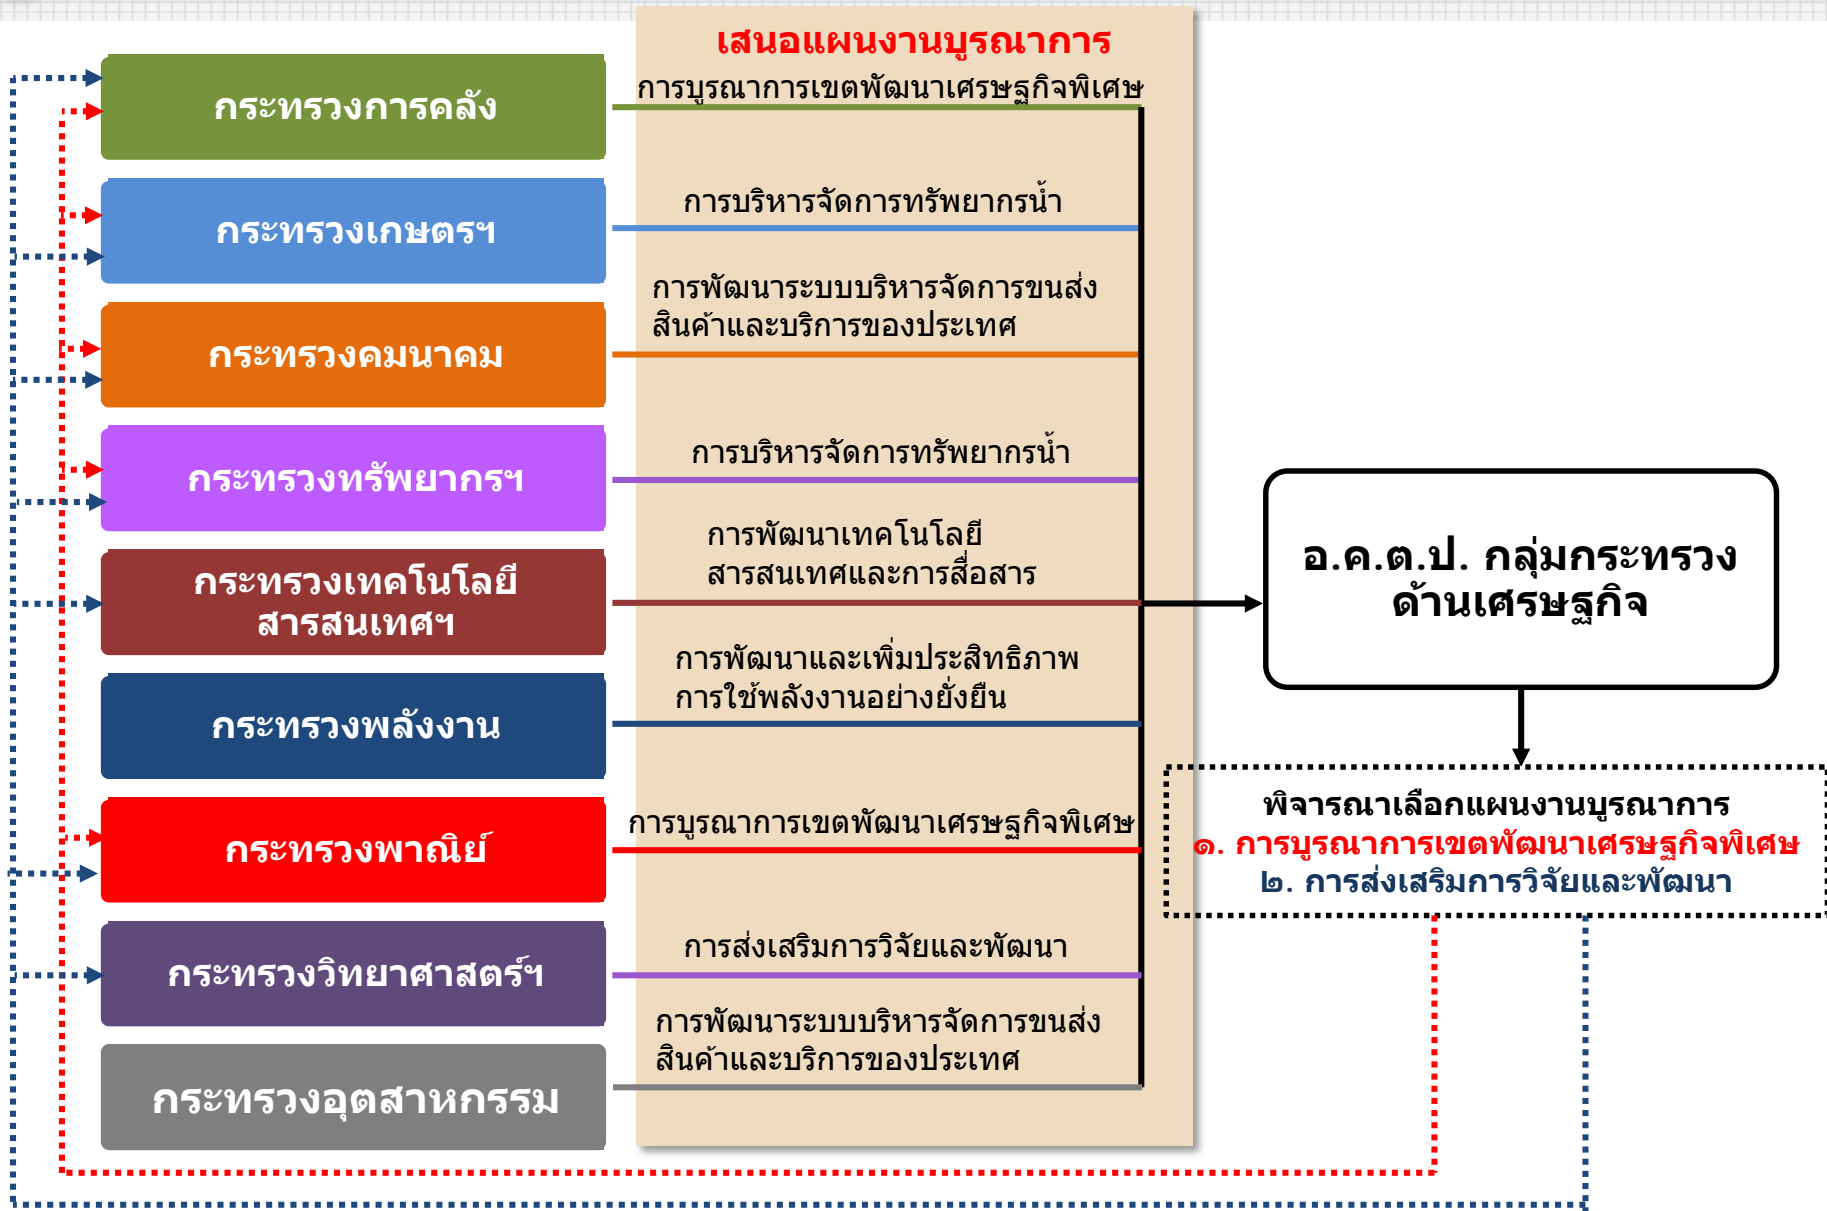 เสนอแผนงานบูรณาการ
กระทรวงการคลัง
การบูรณาการเขตพัฒนาเศรษฐกิจพิเศษ
กระทรวงเกษตรฯ
การบริหารจัดการทรัพยากรน้ำ
กระทรวงคมนาคม
การพัฒนาระบบบริหารจัดการขนส่ง
สินค้าและบริการของประเทศ
กระทรวงทรัพยากรฯ
การบริหารจัดการทรัพยากรน้ำ
กระทรวงเทคโนโลยี
สารสนเทศฯ
การพัฒนาเทคโนโลยี
สารสนเทศและการสื่อสาร
กระทรวงพลังงาน
การพัฒนาและเพิ่มประสิทธิภาพ
การใช้พลังงานอย่างยั่งยืน
กระทรวงพาณิย์
การบูรณาการเขตพัฒนาเศรษฐกิจพิเศษ
กระทรวงวิทยาศาสตร์ฯ
การส่งเสริมการวิจัยและพัฒนา
กระทรวงอุตสาหกรรม
การพัฒนาระบบบริหารจัดการขนส่ง
สินค้าและบริการของประเทศ
อ.ค.ต.ป. กลุ่มกระทรวง
ด้านเศรษฐกิจ
พิจารณาเลือกแผนงานบูรณาการ
๑. การบูรณาการเขตพัฒนาเศรษฐกิจพิเศษ
๒. การส่งเสริมการวิจัยและพัฒนา